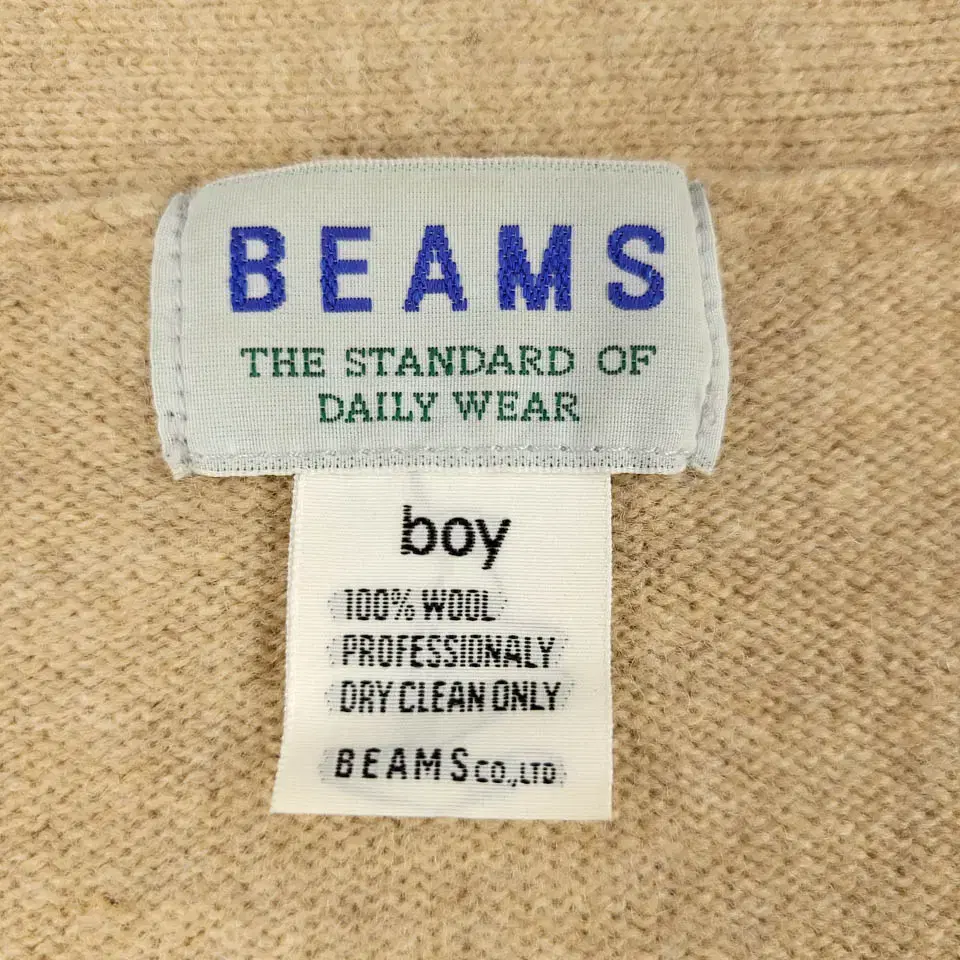 BEAMS
THE STANDARD OF
DAILY WEAR
boy
100% WOOL
PROFESSIONALY
DRY CLEAN ONLY
BEAMS CO.,LTD